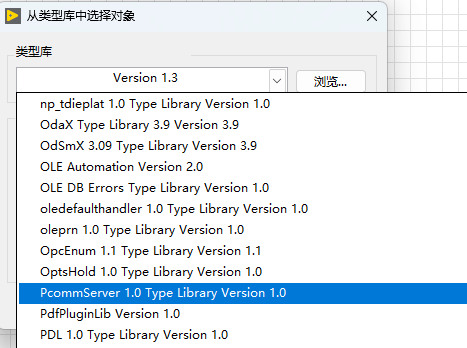 从类型库中选择对象
类型库
Version 1.3
浏览...
np_tdieplat 1.0 Type Library Version 1.0
OdaX Type Library 3.9 Version 3.9
OdSmX 3.09 Type Library Version 3.9
OLE Automation Version 2.0
OLE DB Errors Type Library Version 1.0
oledefaulthandler 1.0 Type Library Version 1.0
oleprn 1.0 Type Library Version 1.0
OpcEnum 1.1 Type Library Version 1.1
OptsHold 1.0 Type Library Version 1.0
PcommServer 1.0 Type Library Version 1.0
PdfPluginLib Version 1.0
PDL 1.0 Type Library Version 1.0